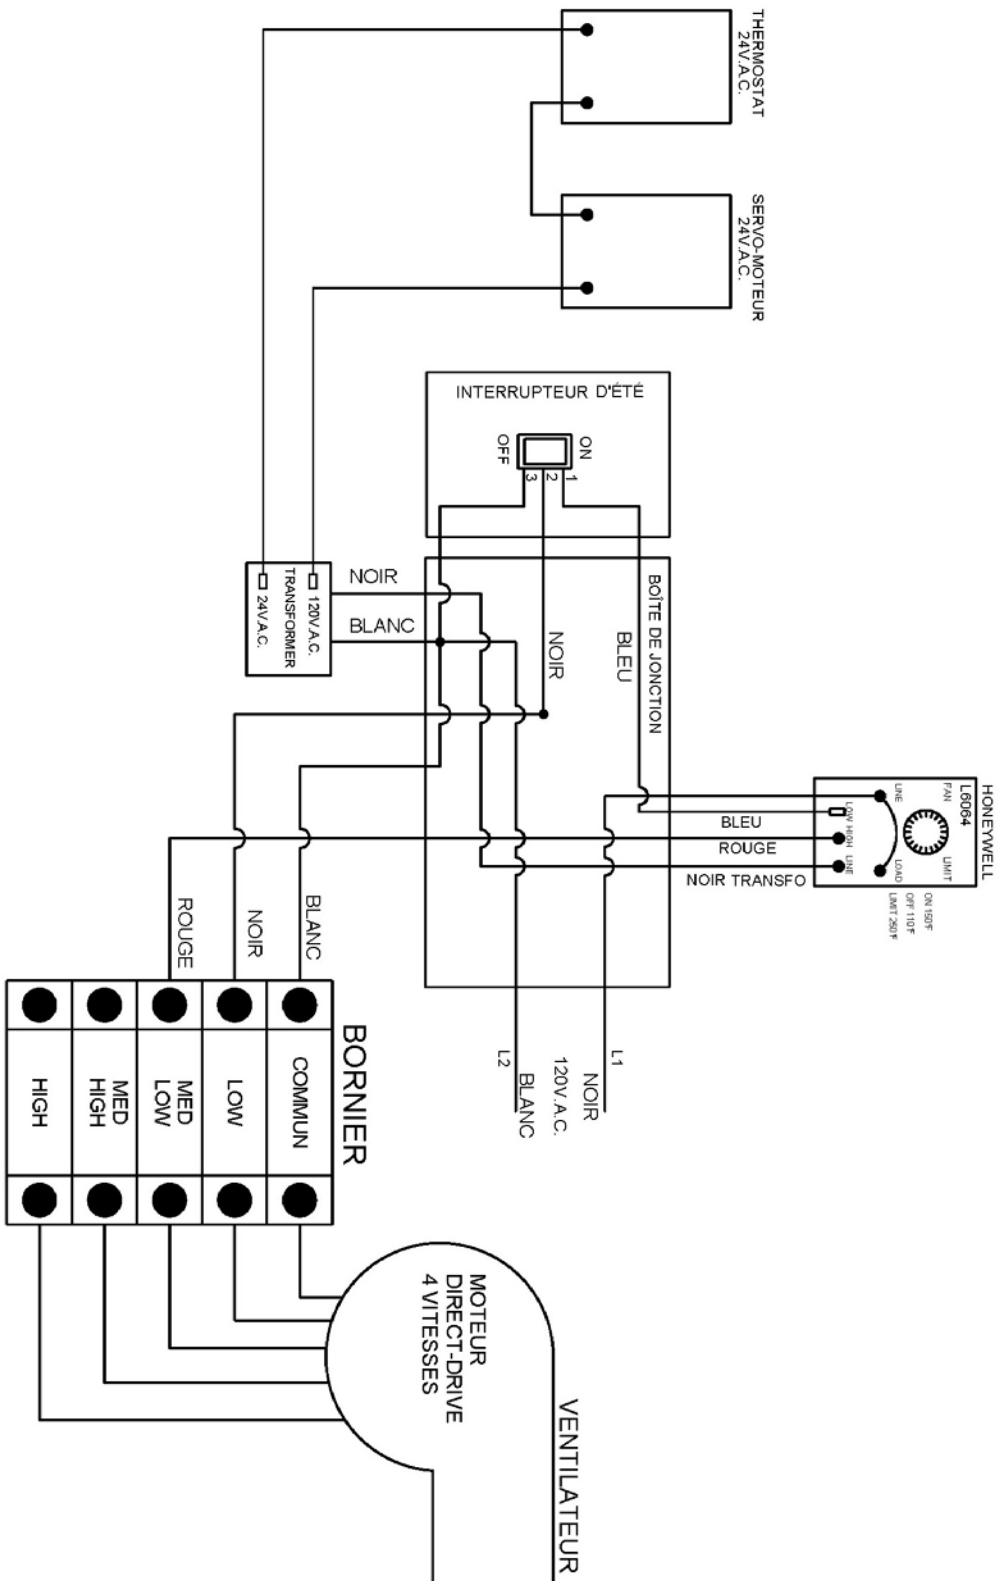 THERMOSTAT
24V.A.C.
SERVO-MOTEUR
24V.A.C.
INTERRUPTEUR D'ÉTÉ
ON
OFF
1
2
3
BOÎTE DE JONCTION
NOIR
BLANC
TRANSFORMER
120V.A.C.
24V.A.C.
NOIR
BLEU
HONEYWELL
L6064
FAN
LIMIT
LINE
LOAD
LOW
HIGH
LINE
ON 150°F
OFF 110°F
LIMIT 250°F
BLEU
ROUGE
NOIR TRANSFO
BLANC
NOIR
ROUGE
L1
NOIR
120V.A.C.
L2
BLANC
BORNIER
COMMUN
LOW
MED
LOW
MED
HIGH
HIGH
MOTEUR
DIRECT-DRIVE
4 VITESSES
VENTILATEUR